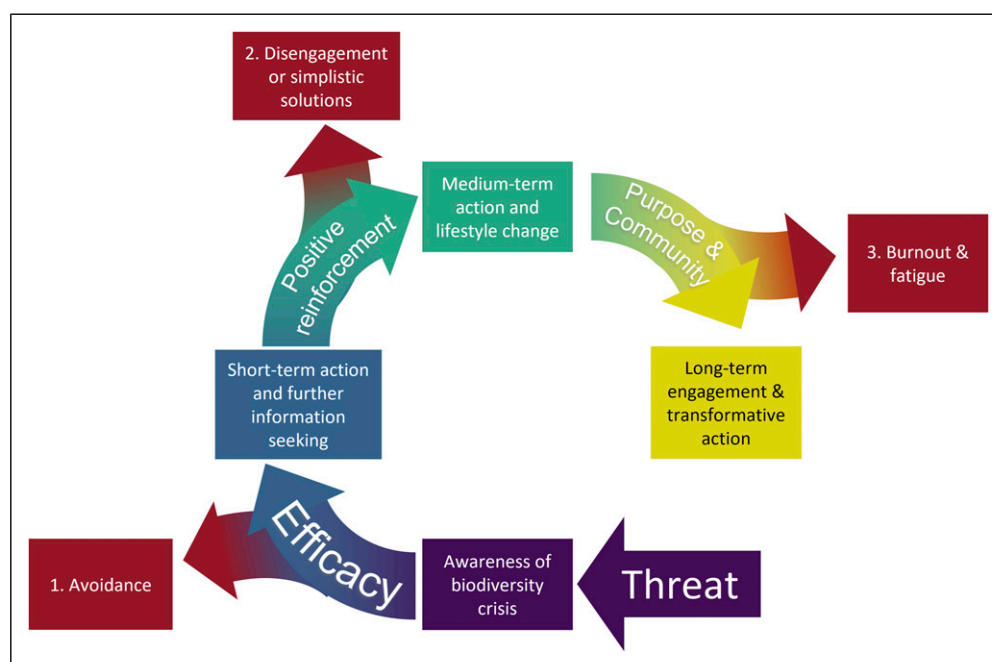 2. Disengagement
or simplistic
solutions
Medium-term
action and
lifestyle change
Purpose &
Community
3. Burnout &
fatigue
Positive
reinforcement
Short-term action
and further
information
seeking
Long-term
engagement &
transformative
action
Efficacy
1. Avoidance
Awareness of
biodiversity
crisis
Threat